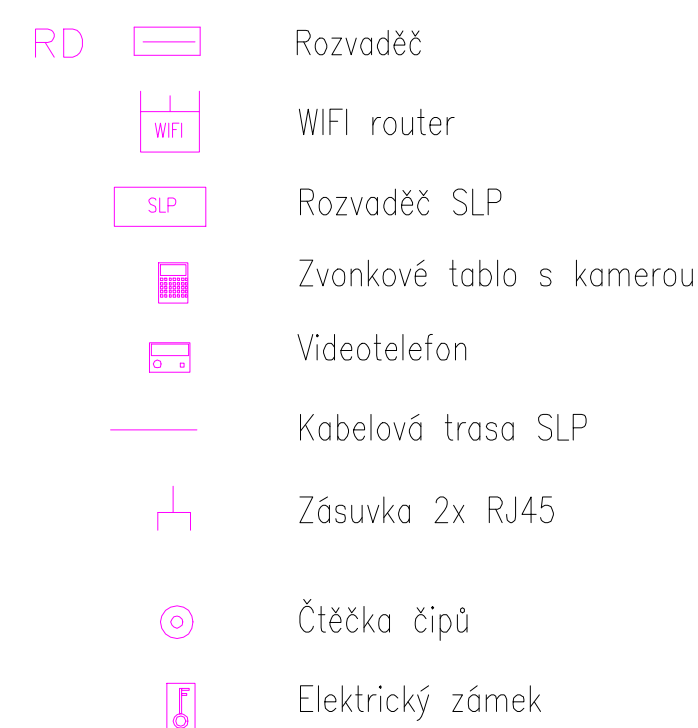 RD Rozvaděč
WIFI WIFI router
SLP Rozvaděč SLP
Zvonkové tablo s kamerou
Videotelefon
Kabelová trasa SLP
Zásuvka 2x RJ45
Čtěčka čipů
Elektrický zámek